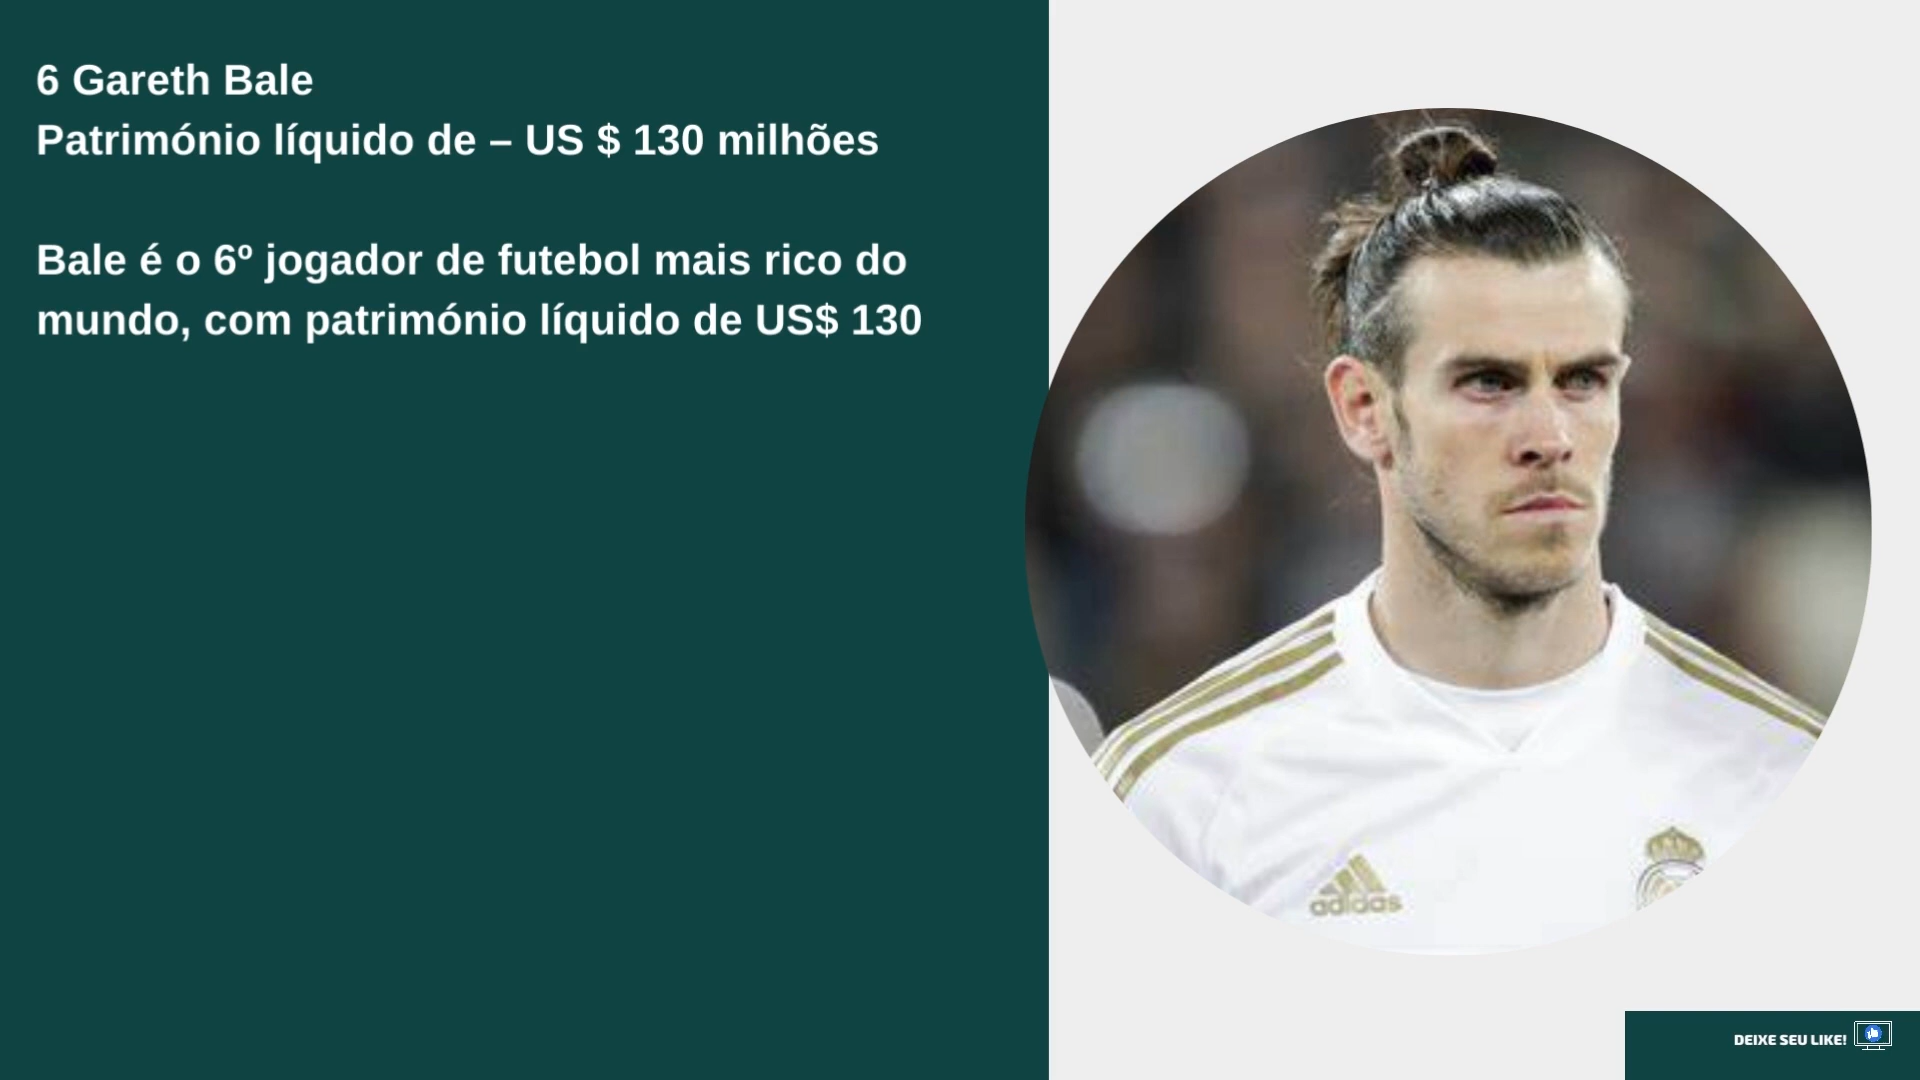 6 Gareth Bale
Património líquido de – US $ 130 milhões
Bale é o 6º jogador de futebol mais rico do
mundo, com património líquido de US$ 130
adidas
DEIXE SEU LIKE!